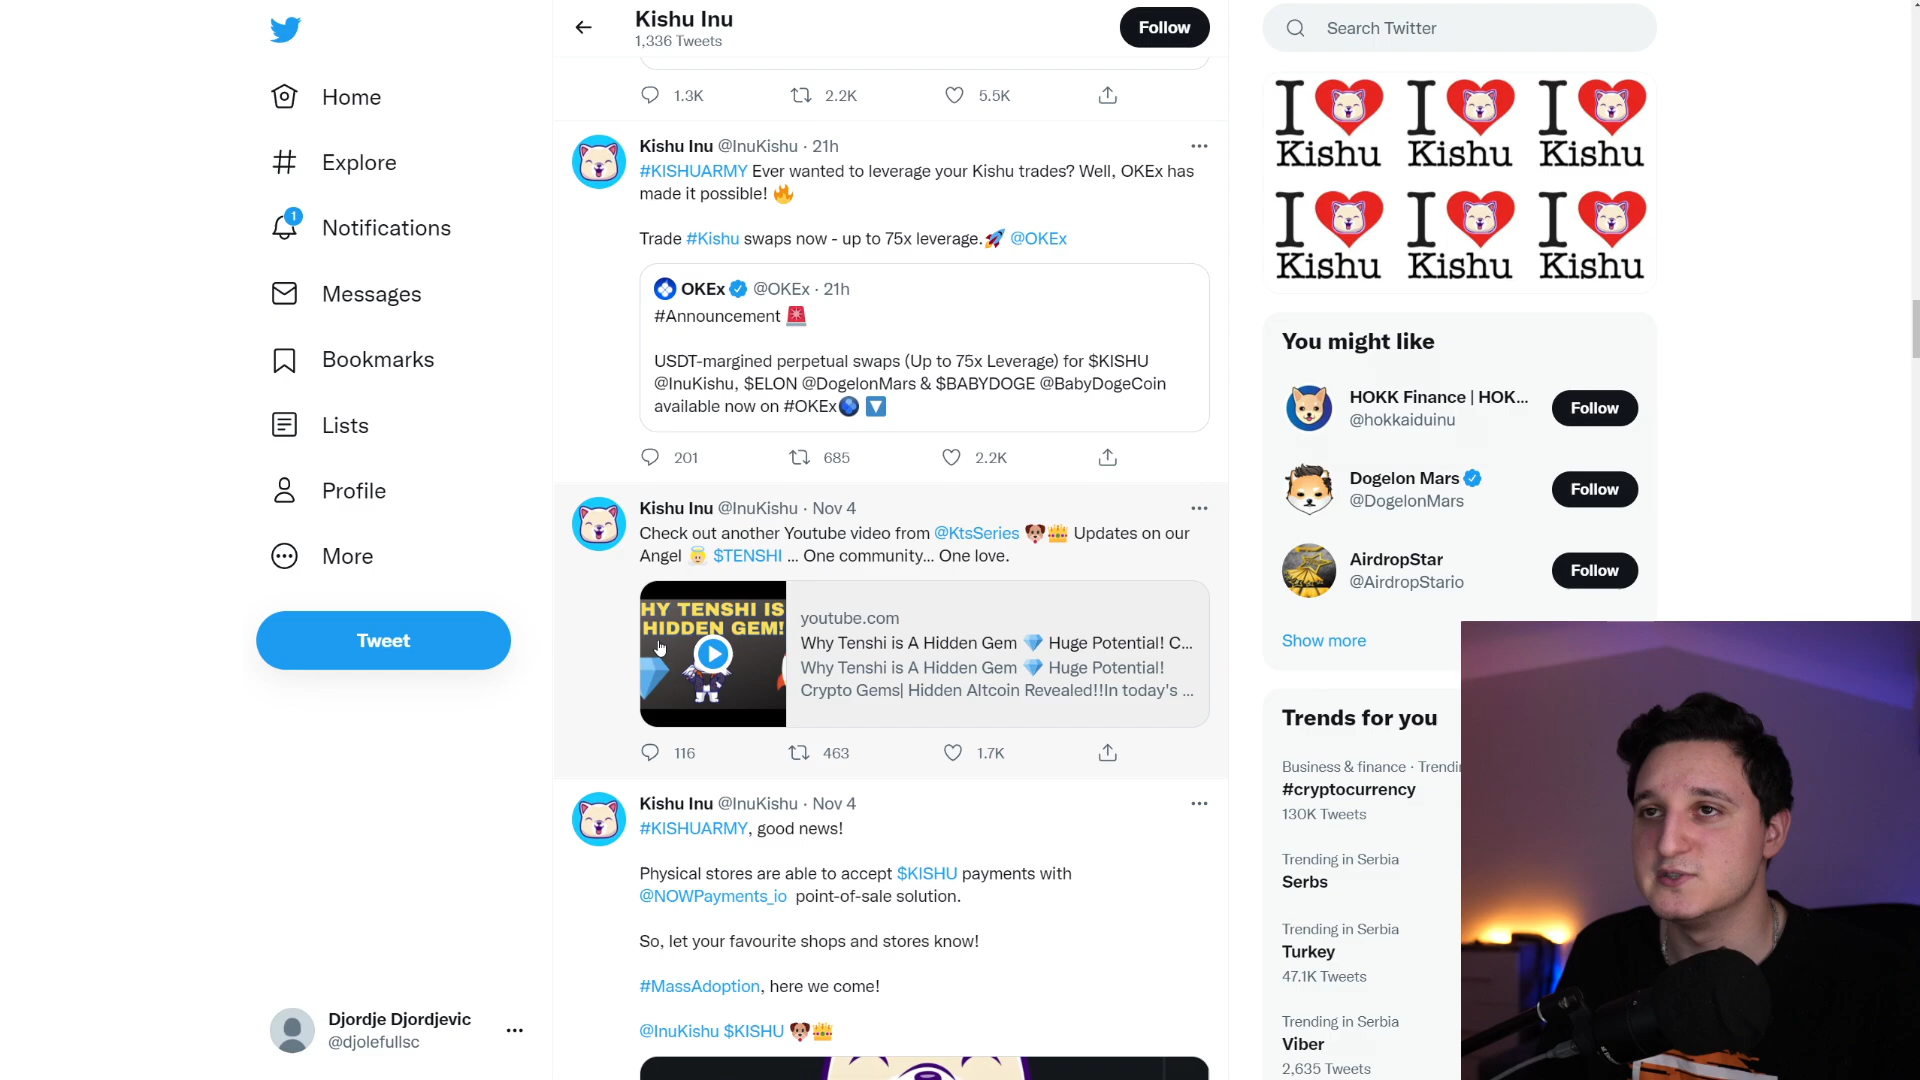 Kishu Inu
1,336 Tweets
Follow
Search Twitter
Home
Explore
1
Notifications
Messages
Bookmarks
Lists
Profile
More
Tweet
Djordje Djordjevic
@djolefullsc
1.3K 2.2K 5.5K
Kishu Inu @InuKishu · 21h
#KISHUARMY Ever wanted to leverage your Kishu trades? Well, OKEx has
made it possible! 🔥
Trade #Kishu swaps now - up to 75x leverage.🚀 @OKEx
OKEx @OKEx · 21h
#Announcement 🚨
USDT-margined perpetual swaps (Up to 75x Leverage) for $KISHU
@InuKishu, $ELON @DogelonMars & $BABYDOGE @BabyDogeCoin
available now on #OKEx🔵 🔽
201 685 2.2K
Kishu Inu @InuKishu · Nov 4
Check out another Youtube video from @KtsSeries 🐶👑 Updates on our
Angel 👼 $TENSHI ... One community... One love.
HY TENSHI IS
HIDDEN GEM!
youtube.com
Why Tenshi is A Hidden Gem 💎 Huge Potential! C...
Why Tenshi is A Hidden Gem 💎 Huge Potential!
Crypto Gems| Hidden Altcoin Revealed!!In today's ...
116 463 1.7K
Kishu Inu @InuKishu · Nov 4
#KISHUARMY, good news!
Physical stores are able to accept $KISHU payments with
@NOWPayments_io point-of-sale solution.
So, let your favourite shops and stores know!
#MassAdoption, here we come!
@InuKishu $KISHU 🐶👑
I I I
Kishu Kishu Kishu
I I I
Kishu Kishu Kishu
You might like
HOKK Finance | HOK...
@hokkaiduinu
Follow
Dogelon Mars
@DogelonMars
Follow
AirdropStar
@AirdropStario
Follow
Show more
Trends for you
Business & finance · Trendi
#cryptocurrency
130K Tweets
Trending in Serbia
Serbs
Trending in Serbia
Turkey
47.1K Tweets
Trending in Serbia
Viber
2,635 Tweets